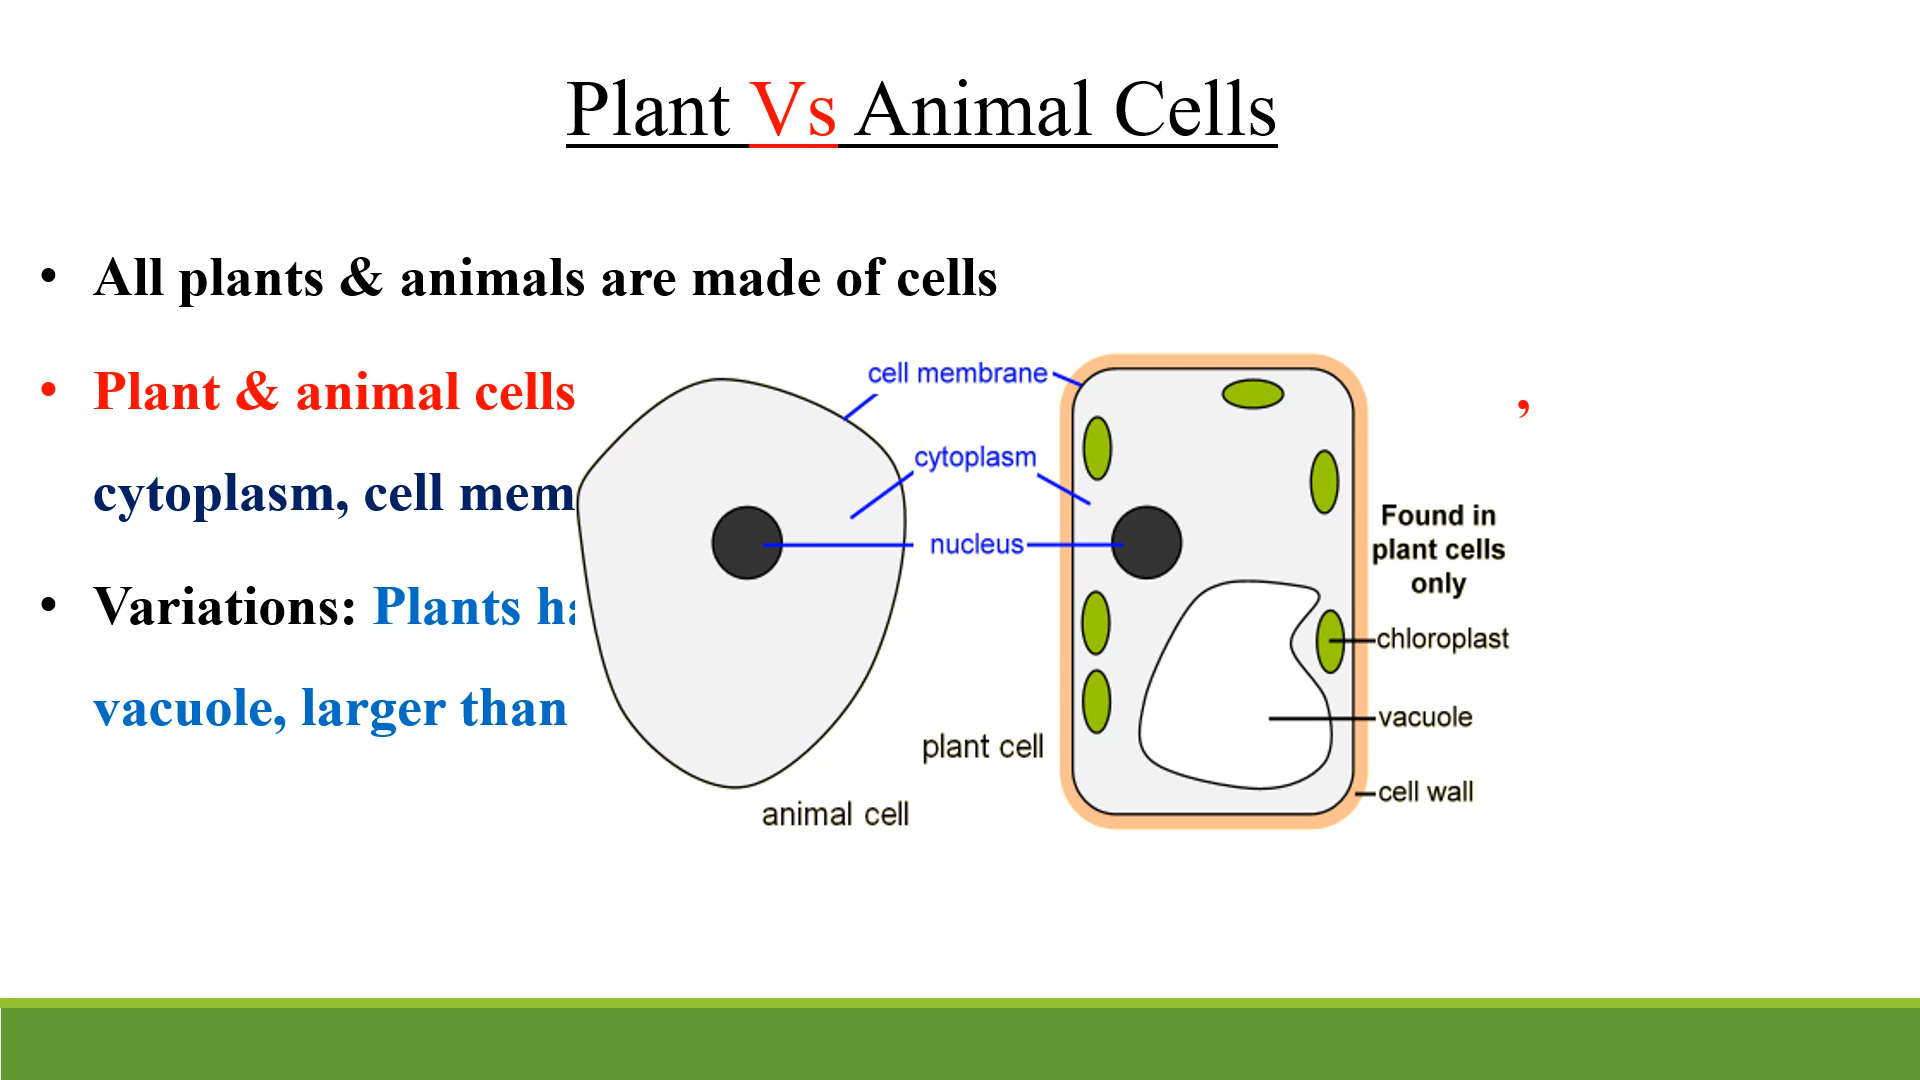 Plant Vs Animal Cells
• All plants & animals are made of cells
• Plant & animal cells ,
cytoplasm, cell mem
• Variations: Plants ha
vacuole, larger than
cell membrane
cytoplasm
nucleus
plant cell
animal cell
Found in
plant cells
only
chloroplast
vacuole
cell wall